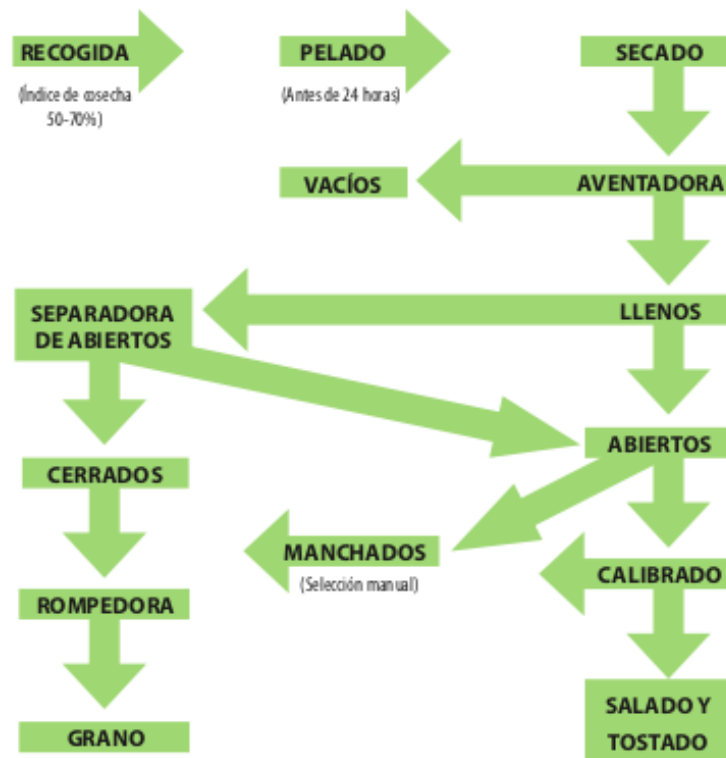 RECOGIDA
(Índice de cosecha
50-70%)
PELADO
(Antes de 24 horas)
SECADO
VACÍOS
AVENTADORA
SEPARADORA
DE ABIERTOS
LLENOS
ABIERTOS
CERRADOS
MANCHADOS
(Selección manual)
CALIBRADO
ROMPEDORA
SALADO Y
TOSTADO
GRANO